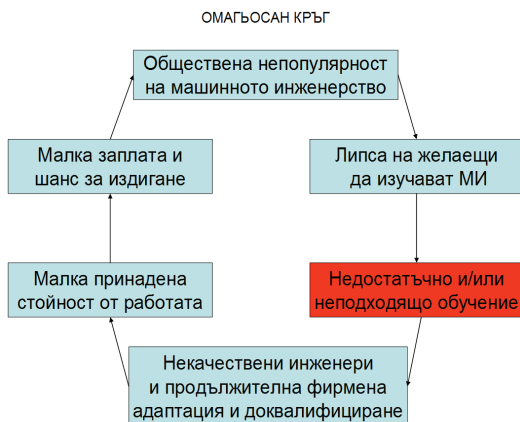 ОМАГЬОСАН КРЪГ
Обществена непопулярност
на машинното инженерство
Липса на желаещи
да изучават МИ
Недостатъчно и/или
неподходящо обучение
Некачествени инженери
и продължителна фирмена
адаптация и доквалифициране
Малка принадена
стойност от работата
Малка заплата и
шанс за издигане